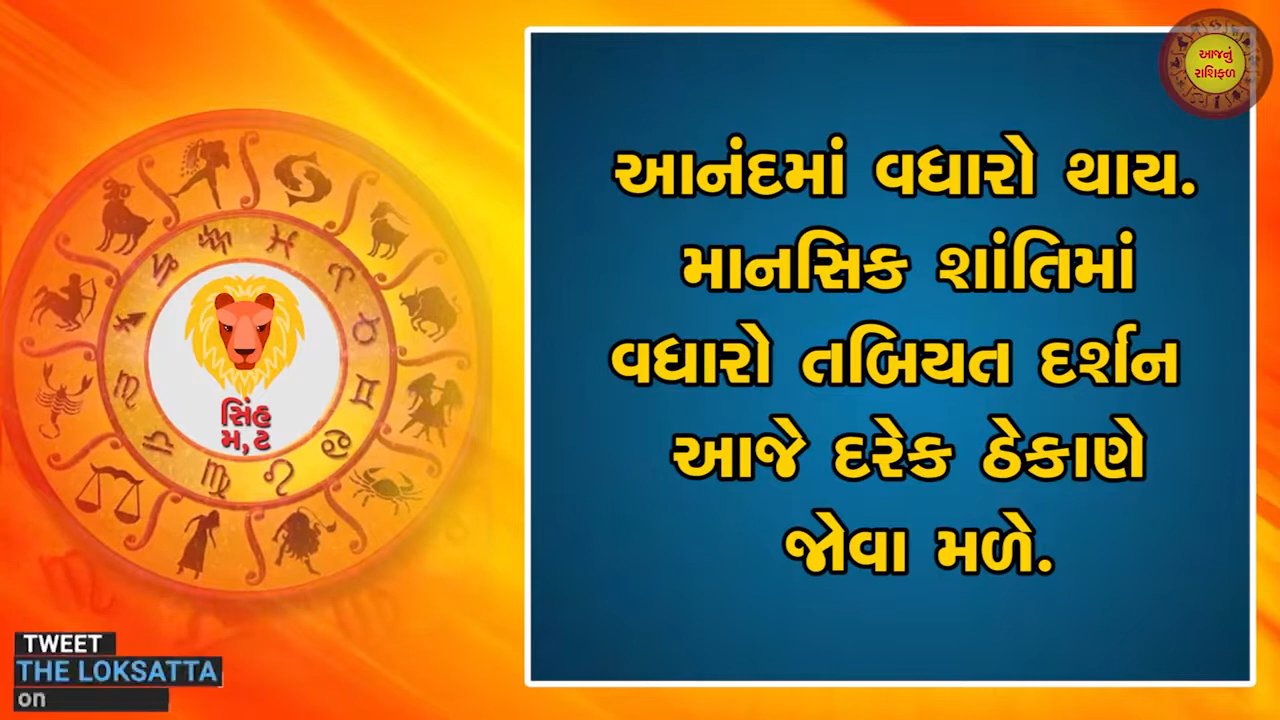 આજનું
રાશિફળ
આનંદમાં વધારો થાય.
માનસિક શાંતિમાં
વધારો તબિયત દર્શન
આજે દરેક ઠેકાણે
જોવા મળે.
સિંહ
મ, ટ
TWEET
THE LOKSATTA
on